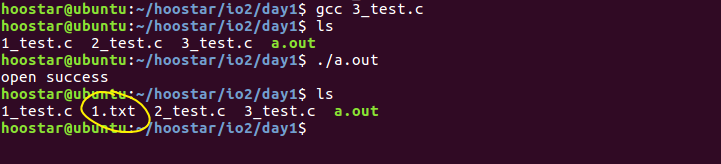 hoostar@ubuntu:~/hoostar/io2/day1$ gcc 3_test.c
hoostar@ubuntu:~/hoostar/io2/day1$ ls
1_test.c  2_test.c  3_test.c  a.out
hoostar@ubuntu:~/hoostar/io2/day1$ ./a.out
open success
hoostar@ubuntu:~/hoostar/io2/day1$ ls
1_test.c  1.txt  2_test.c  3_test.c  a.out
hoostar@ubuntu:~/hoostar/io2/day1$